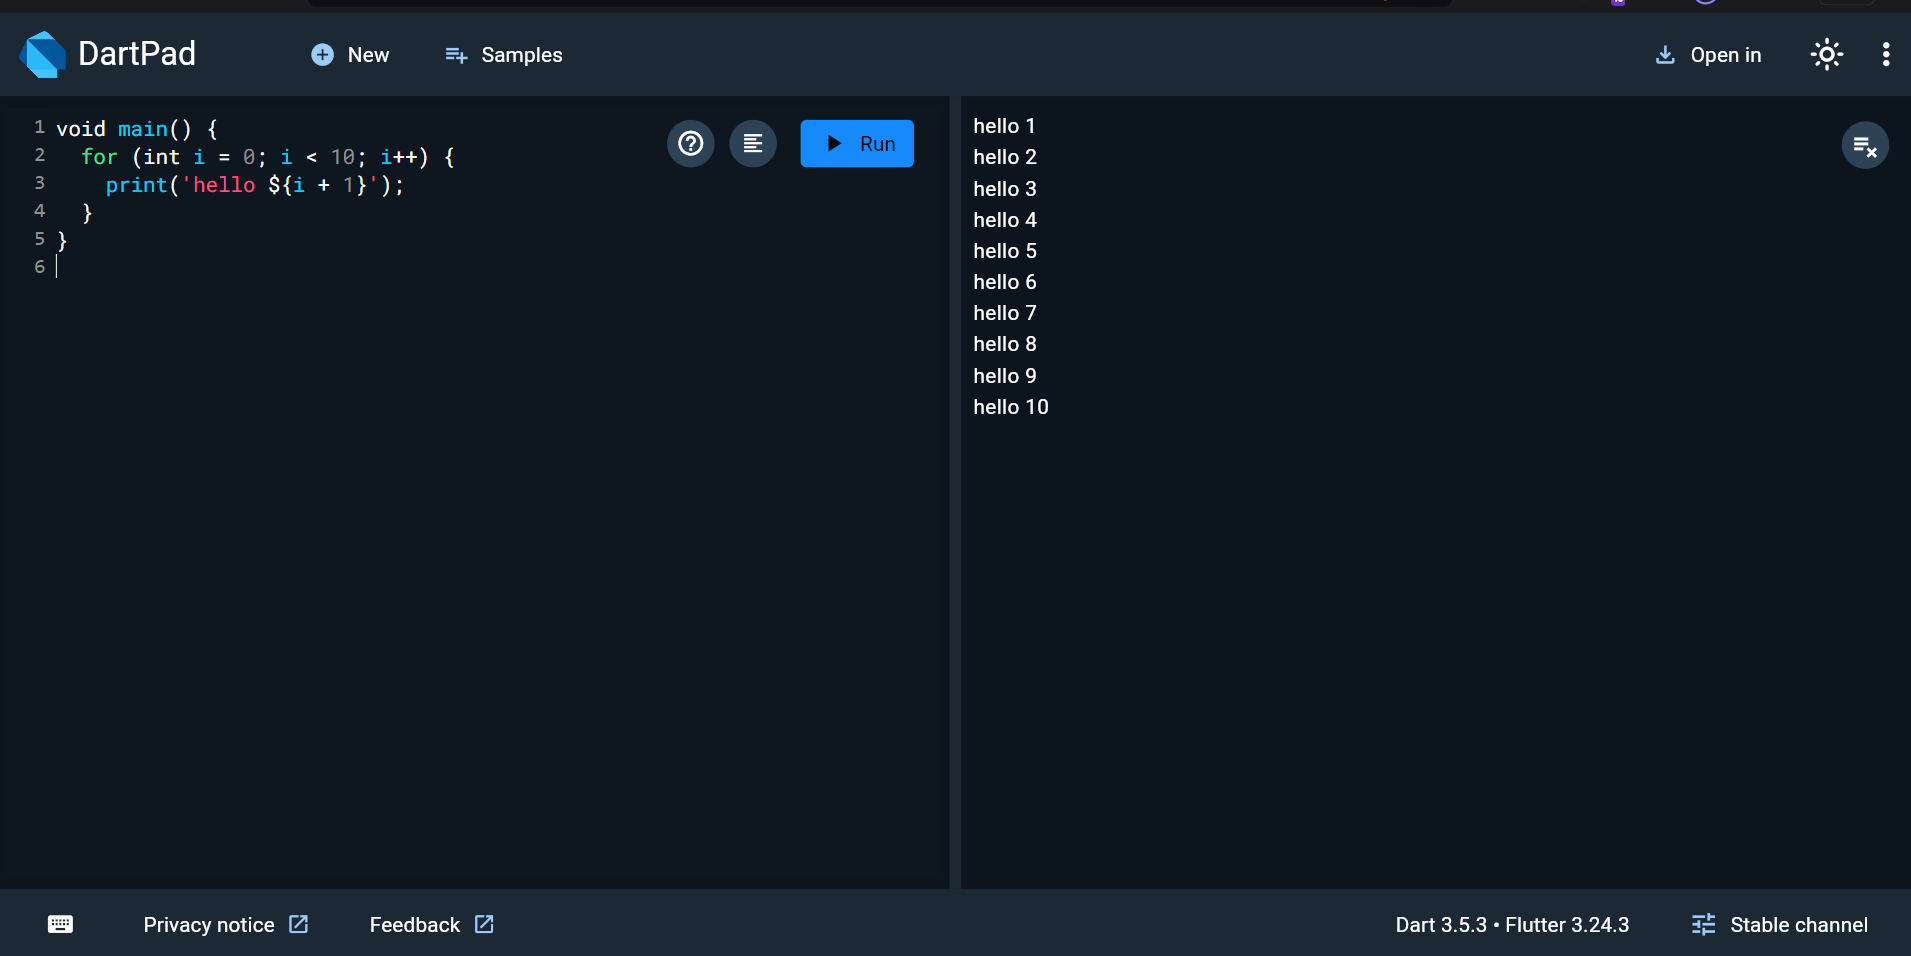 DartPad
New
Samples
Open in
1 void main() {
2   for (int i = 0; i < 10; i++) {
3     print('hello ${i + 1}');
4   }
5 }
6
Run
hello 1
hello 2
hello 3
hello 4
hello 5
hello 6
hello 7
hello 8
hello 9
hello 10
Privacy notice
Feedback
Dart 3.5.3 • Flutter 3.24.3
Stable channel